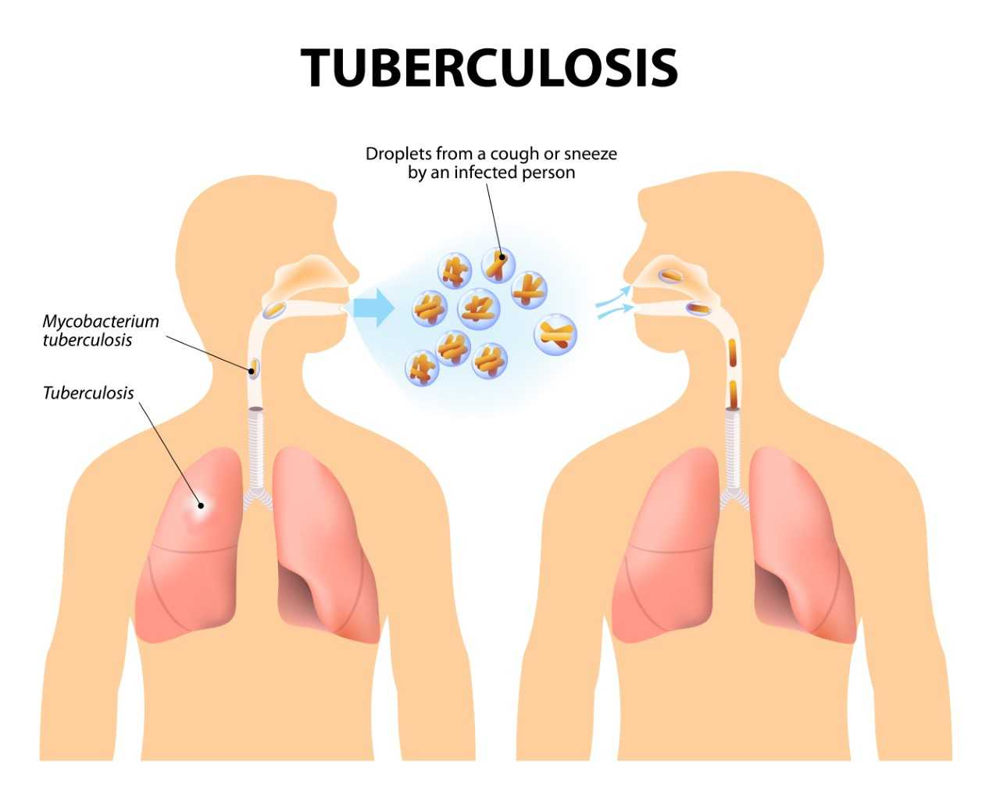 TUBERCULOSIS
Droplets from a cough or sneeze
by an infected person
Mycobacterium
tuberculosis
Tuberculosis